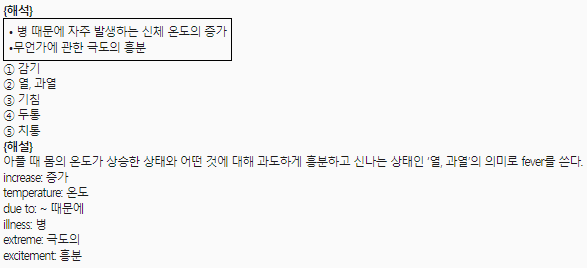 {해석}
• 병 때문에 자주 발생하는 신체 온도의 증가
•무언가에 관한 극도의 흥분
① 감기
② 열, 과열
③ 기침
④ 두통
⑤ 치통
{해설}
아플 때 몸의 온도가 상승한 상태와 어떤 것에 대해 과도하게 흥분하고 신나는 상태인 ‘열, 과열’의 의미로 fever를 쓴다.
increase: 증가
temperature: 온도
due to: ~ 때문에
illness: 병
extreme: 극도의
excitement: 흥분